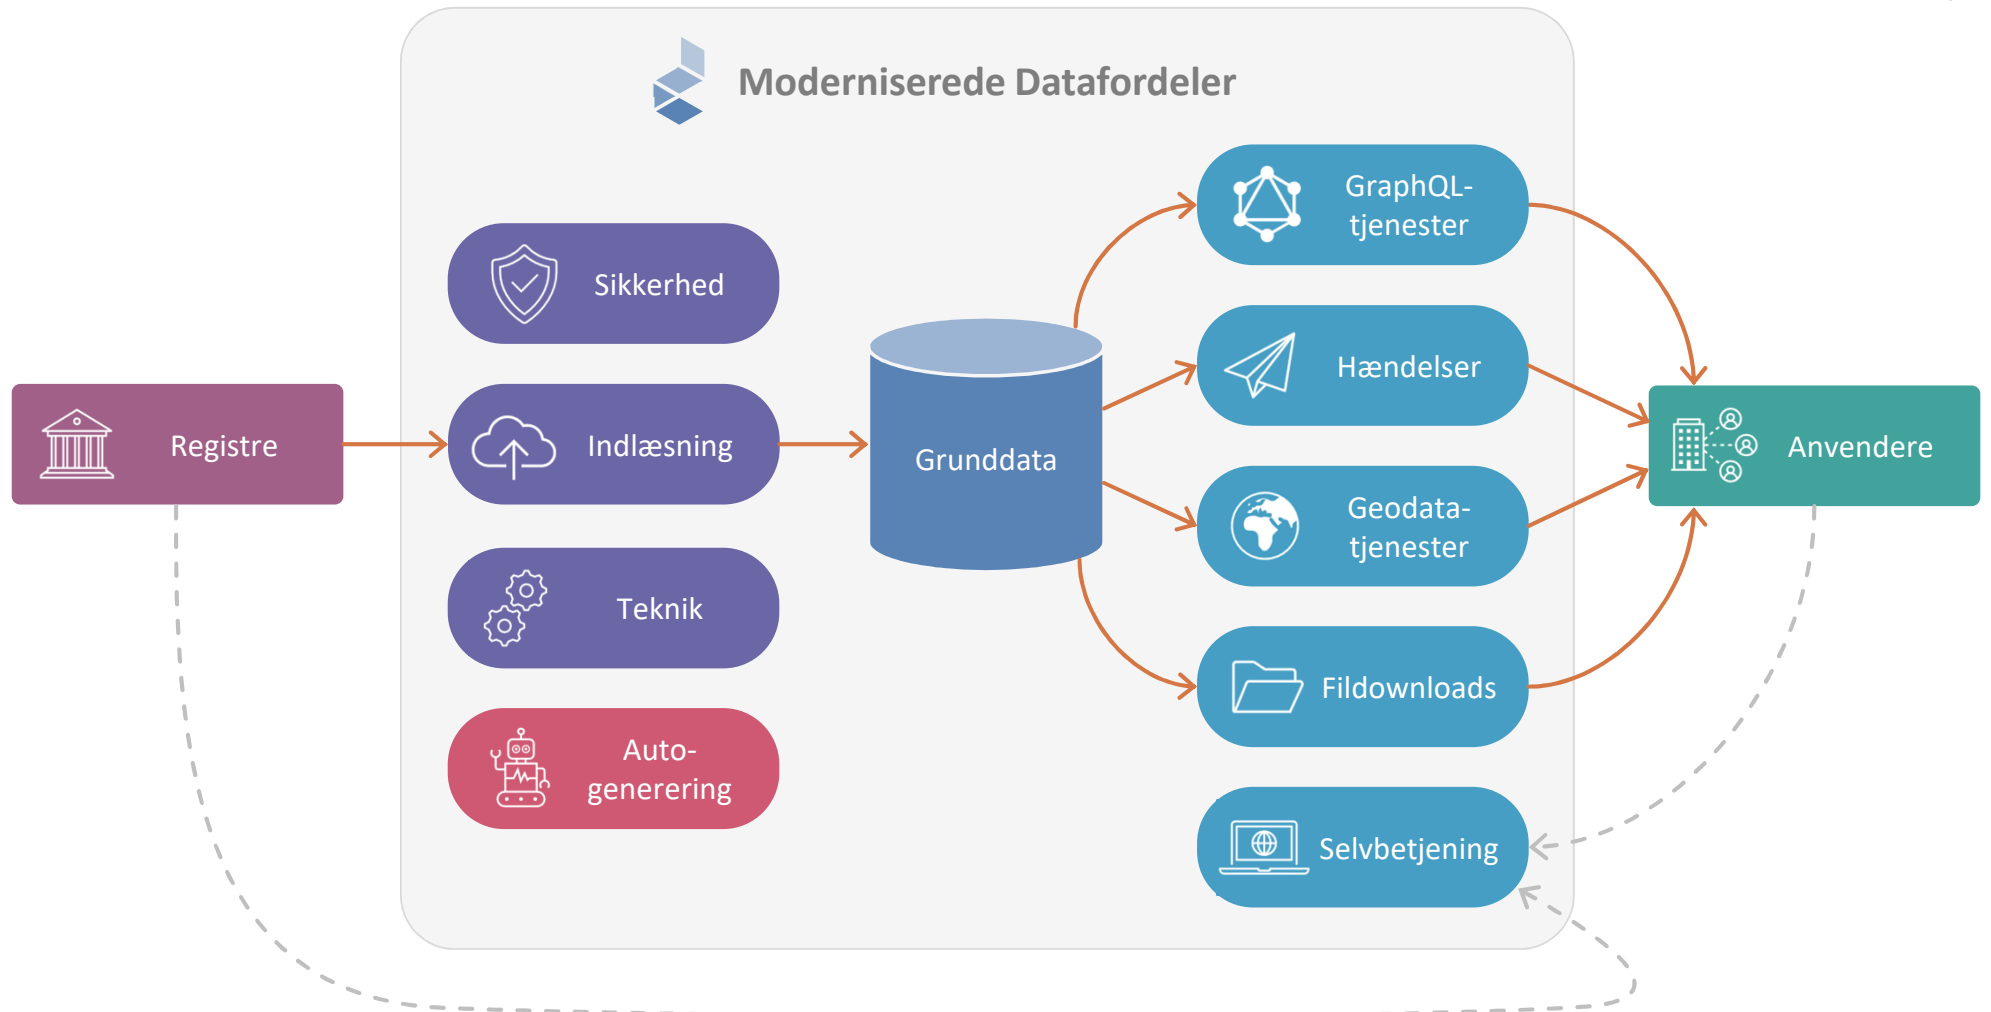 Moderniserede Datafordeler
Registre
Sikkerhed
Indlæsning
Teknik
Auto-
generering
Grunddata
GraphQL-
tjenester
Hændelser
Geodata-
tjenester
Fildownloads
Selvbetjening
Anvendere